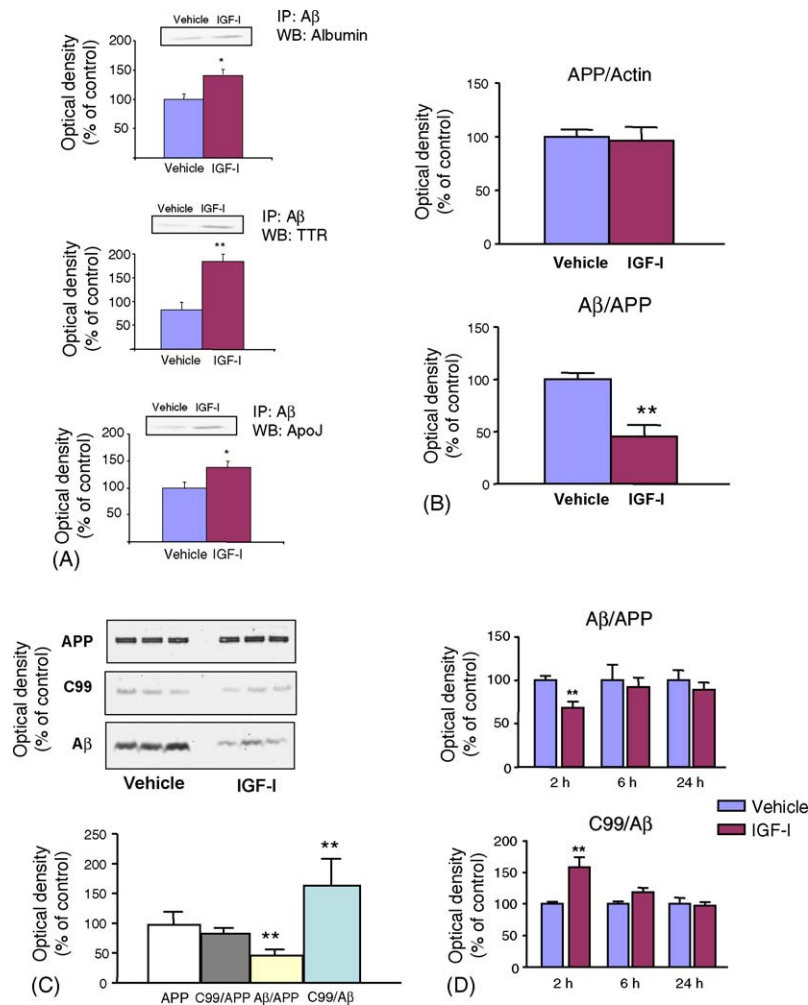 Vehicle IGF-I
IP: Aβ
WB: Albumin
Optical density
(% of control)
200
150
100
50
*
Vehicle IGF-I
Vehicle IGF-I
IP: Aβ
WB: TTR
Optical density
(% of control)
200
150
100
50
**
Vehicle IGF-I
Vehicle IGF-I
IP: Aβ
WB: ApoJ
Optical density
(% of control)
200
150
100
50
*
Vehicle IGF-I
(A)
APP/Actin
Optical density
(% of control)
150
100
50
0
Vehicle IGF-I
Aβ/APP
Optical density
(% of control)
150
100
50
0
**
Vehicle IGF-I
(B)
Optical density
(% of control)
APP
C99
Aβ
Vehicle IGF-I
Optical density
(% of control)
250
200
150
100
50
0
**
**
APP C99/APP Aβ/APP C99/Aβ
(C)
Aβ/APP
Optical density
(% of control)
150
100
50
0
**
2 h 6 h 24 h
Vehicle
IGF-I
C99/Aβ
Optical density
(% of control)
200
150
100
50
0
**
2 h 6 h 24 h
(D)